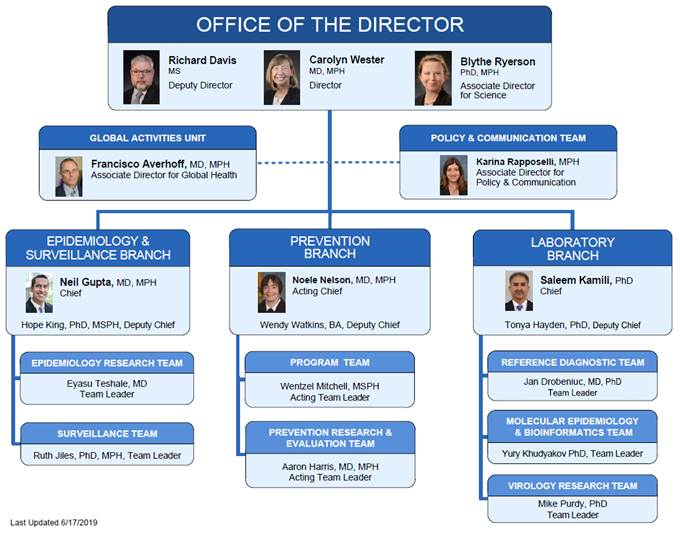 OFFICE OF THE DIRECTOR
Richard Davis
MS
Deputy Director
Carolyn Wester
MD, MPH
Director
Blythe Ryerson
PhD, MPH
Associate Director
for Science
GLOBAL ACTIVITIES UNIT
Francisco Averhoff, MD, MPH
Associate Director for Global Health
POLICY & COMMUNICATION TEAM
Karina Rapposelli, MPH
Associate Director for
Policy & Communication
EPIDEMIOLOGY &
SURVEILLANCE BRANCH
Neil Gupta, MD, MPH
Chief
Hope King, PhD, MSPH, Deputy Chief
EPIDEMIOLOGY RESEARCH TEAM
Eyasu Teshale, MD
Team Leader
SURVEILLANCE TEAM
Ruth Jiles, PhD, MPH, Team Leader
PREVENTION
BRANCH
Noele Nelson, MD, MPH
Acting Chief
Wendy Watkins, BA, Deputy Chief
PROGRAM TEAM
Wentzel Mitchell, MSPH
Acting Team Leader
PREVENTION RESEARCH &
EVALUATION TEAM
Aaron Harris, MD, MPH
Acting Team Leader
LABORATORY
BRANCH
Saleem Kamili, PhD
Chief
Tonya Hayden, PhD, Deputy Chief
REFERENCE DIAGNOSTIC TEAM
Jan Drobeniuc, MD, PhD
Team Leader
MOLECULAR EPIDEMIOLOGY
& BIOINFORMATICS TEAM
Yury Khudyakov PhD, Team Leader
VIROLOGY RESEARCH TEAM
Mike Purdy, PhD
Team Leader
Last Updated 6/17/2019